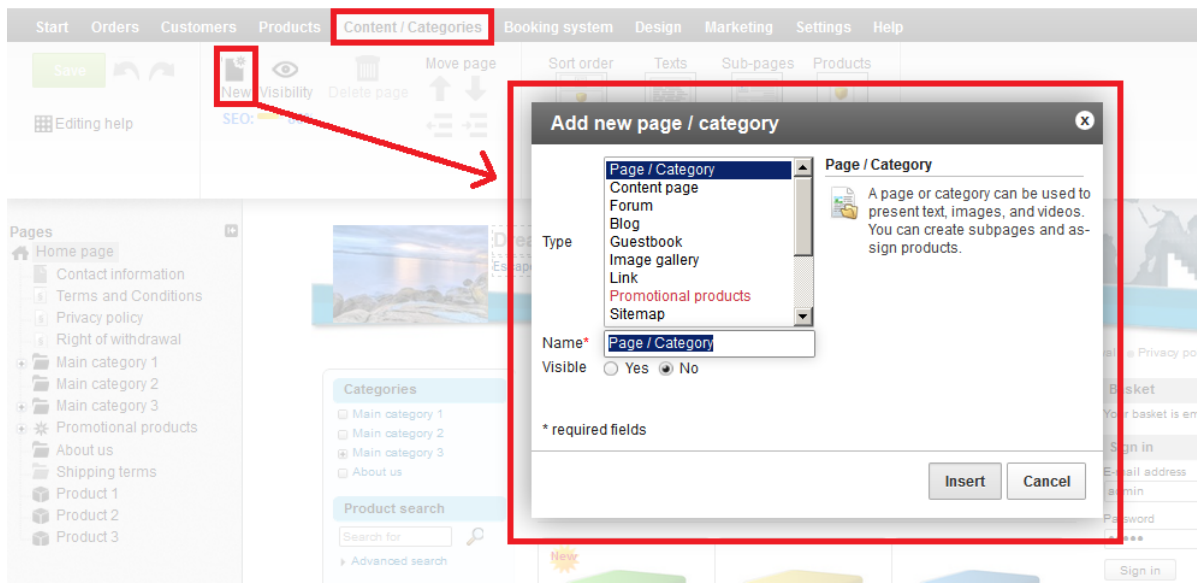 Start Orders Customers Products Content / Categories Booking system Design Marketing Settings Help
Save
New Visibility Delete page Move page Sort order Texts Sub-pages Products
Editing help
SEO:
Add new page / category
Type
Page / Category
Content page
Forum
Blog
Guestbook
Image gallery
Link
Promotional products
Sitemap
Name*
Page / Category
Visible Yes No
* required fields
Page / Category
A page or category can be used to
present text, images, and videos.
You can create subpages and as-
sign products.
Insert Cancel
Pages
Home page
Contact information
Terms and Conditions
Privacy policy
Right of withdrawal
Main category 1
Main category 2
Main category 3
Promotional products
About us
Shipping terms
Product 1
Product 2
Product 3
Categories
Main category 1
Main category 2
Main category 3
About us
Product search
Search for
Advanced search
New
Privacy
Basket
Your basket is
Sign in
E-mail address
admin
Password
Sign in